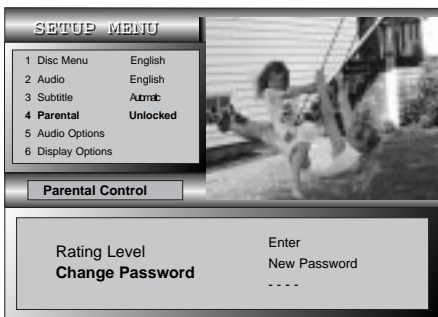 SETUP MENU
1 Disc Menu English
2 Audio English
3 Subtitle Automatic
4 Parental Unlocked
5 Audio Options
6 Display Options
Parental Control
Rating Level
Change Password
Enter
New Password
- - - -